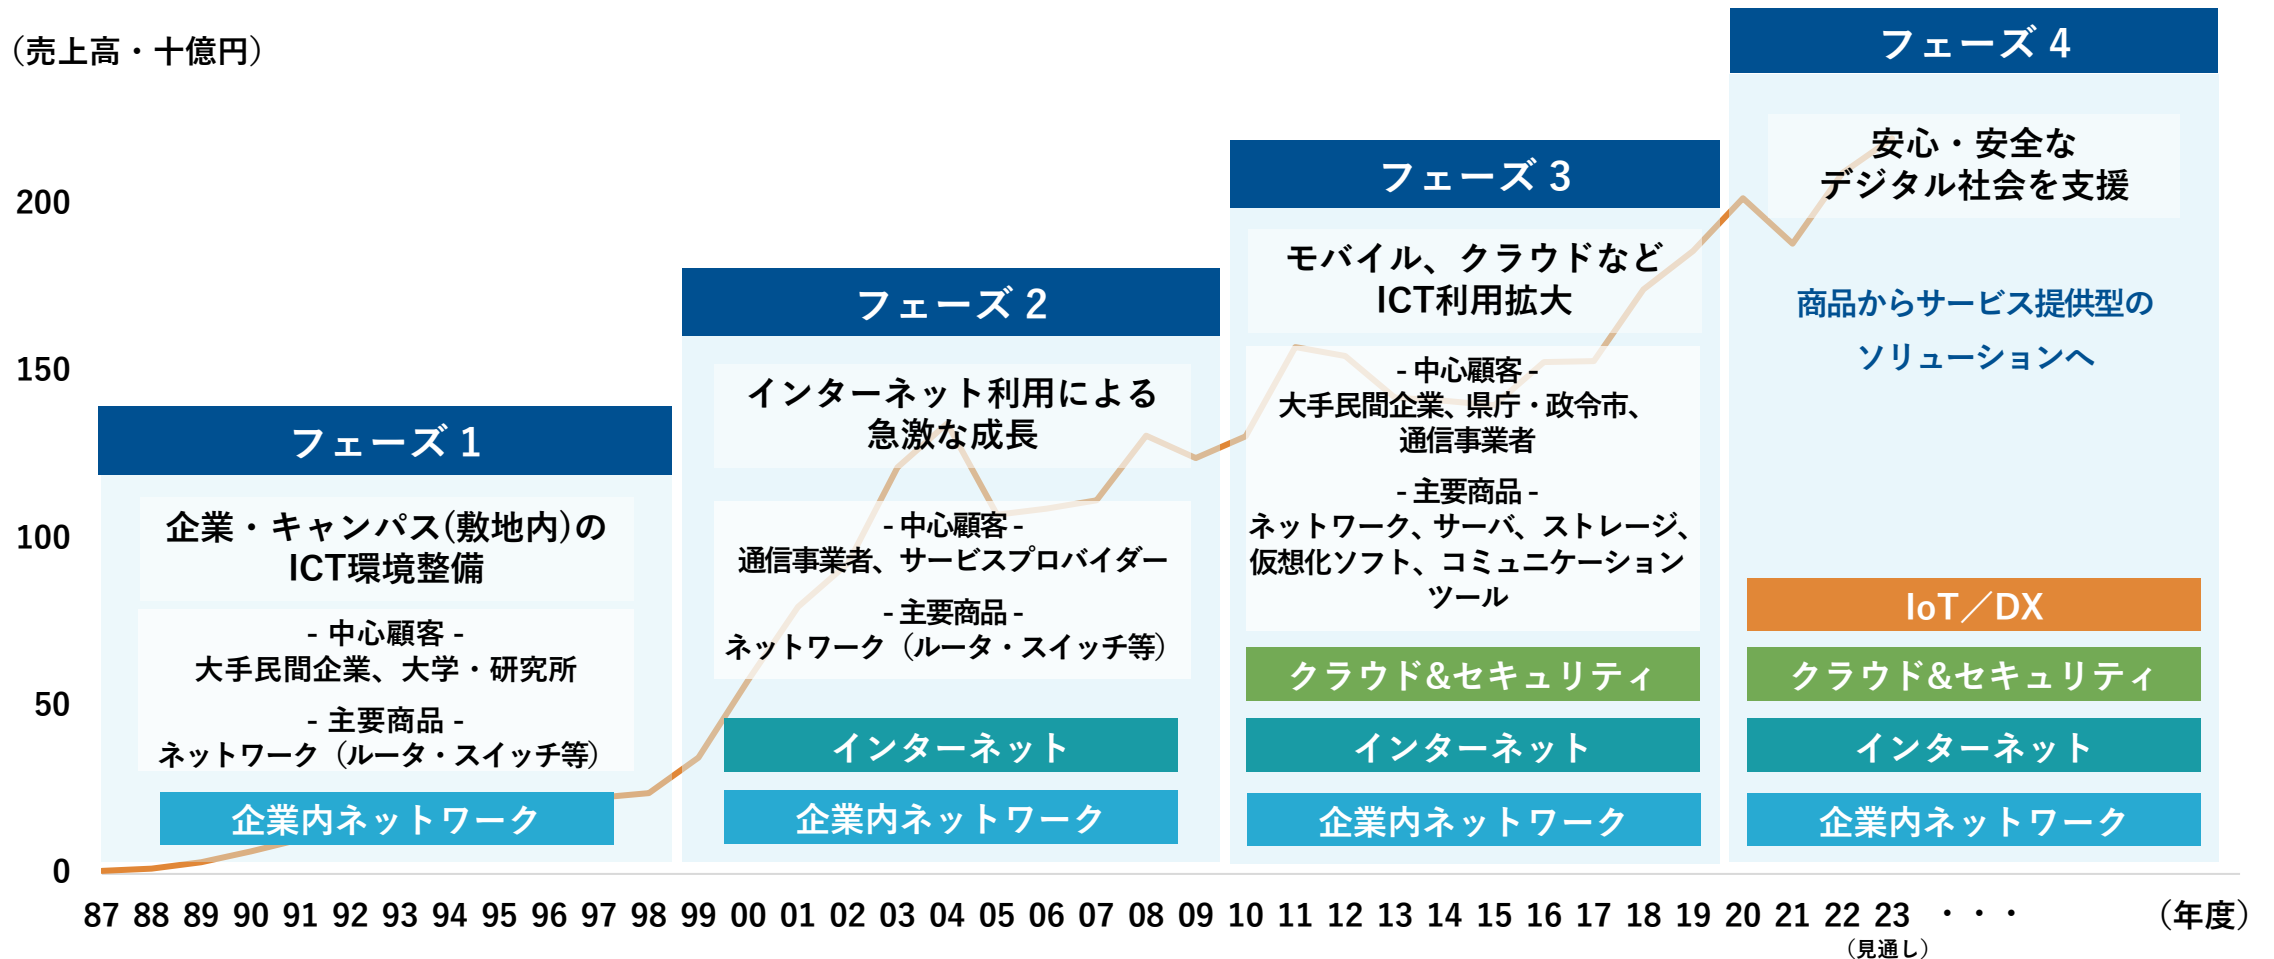 （売上高・十億円）
200
150
100
50
0
フェーズ 1
企業・キャンパス(敷地内)の
ICT環境整備
- 中心顧客 -
大手民間企業、大学・研究所
- 主要商品 -
ネットワーク（ルータ・スイッチ等）
企業内ネットワーク
フェーズ 2
インターネット利用による
急激な成長
- 中心顧客 -
通信事業者、サービスプロバイダー
- 主要商品 -
ネットワーク（ルータ・スイッチ等）
インターネット
企業内ネットワーク
フェーズ 3
モバイル、クラウドなど
ICT利用拡大
- 中心顧客 -
大手民間企業、県庁・政令市、
通信事業者
- 主要商品 -
ネットワーク、サーバ、ストレージ、
仮想化ソフト、コミュニケーション
ツール
クラウド&セキュリティ
インターネット
企業内ネットワーク
フェーズ 4
安心・安全な
デジタル社会を支援
商品からサービス提供型の
ソリューションへ
IoT／DX
クラウド&セキュリティ
インターネット
企業内ネットワーク
87 88 89 90 91 92 93 94 95 96 97 98 99 00 01 02 03 04 05 06 07 08 09 10 11 12 13 14 15 16 17 18 19 20 21 22 23 ・・・ （年度）
（見通し）